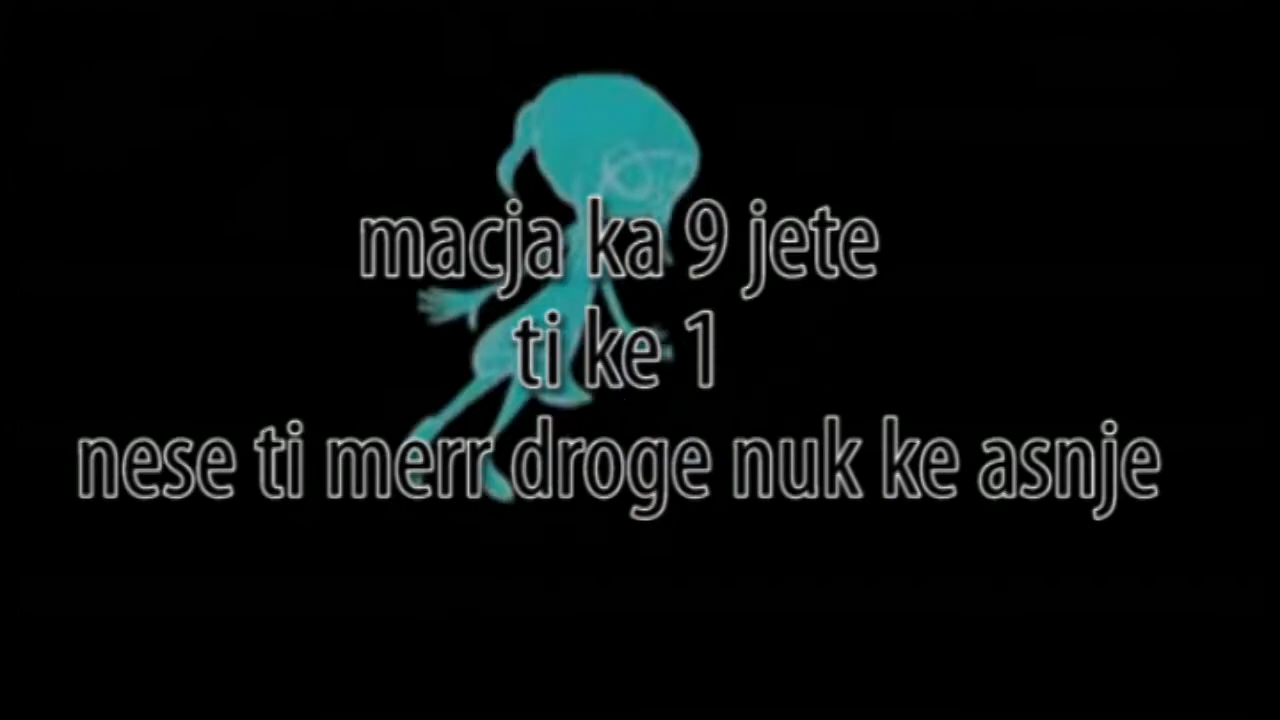 macja ka 9 jete
ti ke 1
nese ti merr droge nuk ke asnje